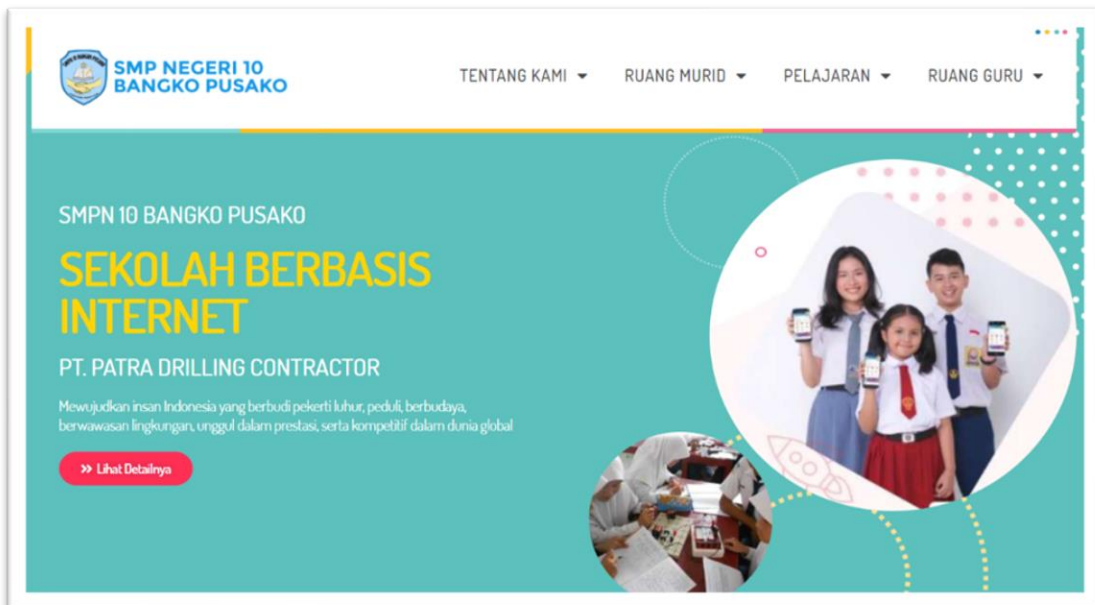 SMP NEGERI 10
BANGKO PUSAKO
TENTANG KAMI
RUANG MURID
PELAJARAN
RUANG GURU
SMPN 10 BANGKO PUSAKO
SEKOLAH BERBASIS
INTERNET
PT. PATRA DRILLING CONTRACTOR
Mewujudkan insan Indonesia yang berbudi pekerti luhur, peduli, berbudaya,
berwawasan lingkungan, unggul dalam prestasi, serta kompetitif dalam dunia global
Lihat Detailnya